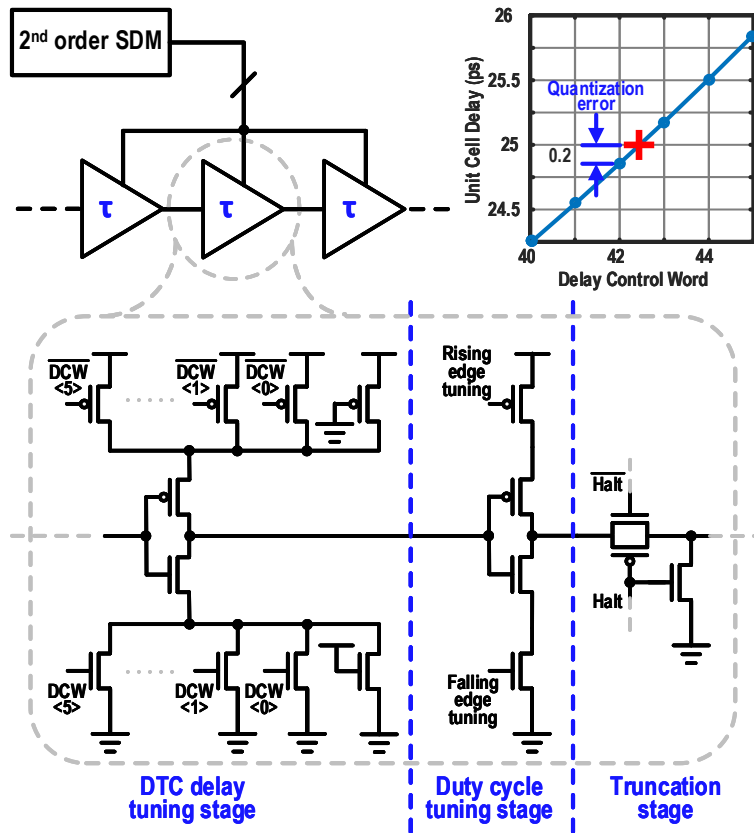 2nd order SDM
τ
τ
τ
Unit Cell Delay (ps)
25.5
25
24.5
Quantization
error
0.2
40
42
44
Delay Control Word
DCW
<5>
DCW
<1>
DCW
<0>
DCW
<5>
DCW
<1>
DCW
<0>
Rising
edge
tuning
Falling
edge
tuning
Halt
Halt
DTC delay
tuning stage
Duty cycle
tuning stage
Truncation
stage